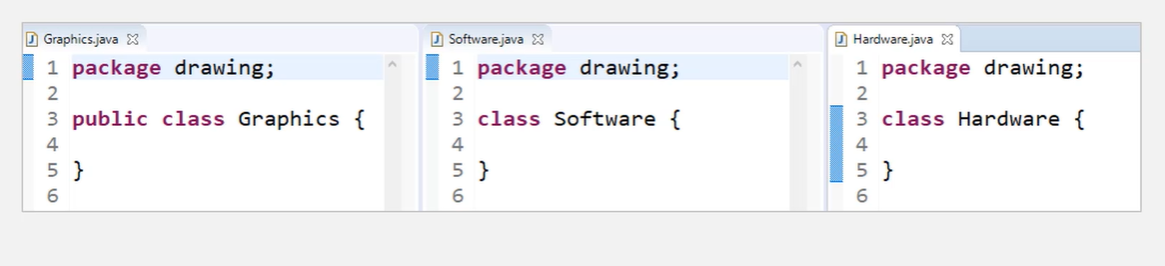 Graphics.java
1 package drawing;
2
3 public class Graphics {
4
5 }
6
Software.java
1 package drawing;
2
3 class Software {
4
5 }
6
Hardware.java
1 package drawing;
2
3 class Hardware {
4
5 }
6